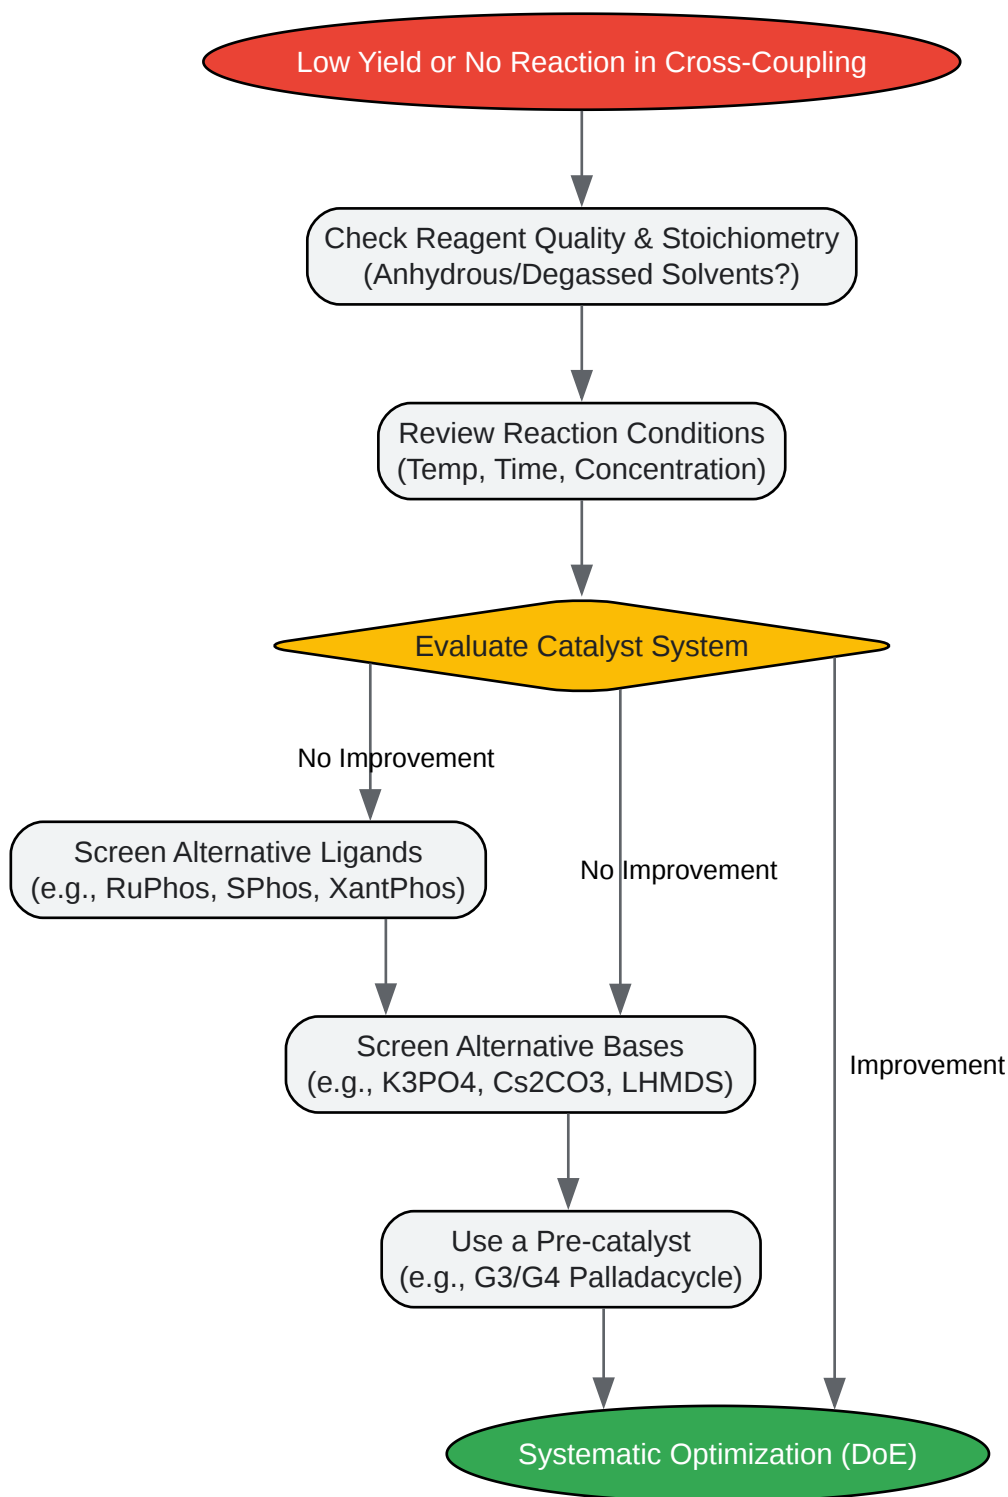 Low Yield or No Reaction in Cross-Coupling
Check Reagent Quality & Stoichiometry
(Anhydrous/Degassed Solvents?)
Review Reaction Conditions
(Temp, Time, Concentration)
Evaluate Catalyst System
No Improvement
Screen Alternative Ligands
(e.g., RuPhos, SPhos, XantPhos)
No Improvement
Screen Alternative Bases
(e.g., K3PO4, Cs2CO3, LHMDS)
Improvement
Use a Pre-catalyst
(e.g., G3/G4 Palladacycle)
Systematic Optimization (DoE)